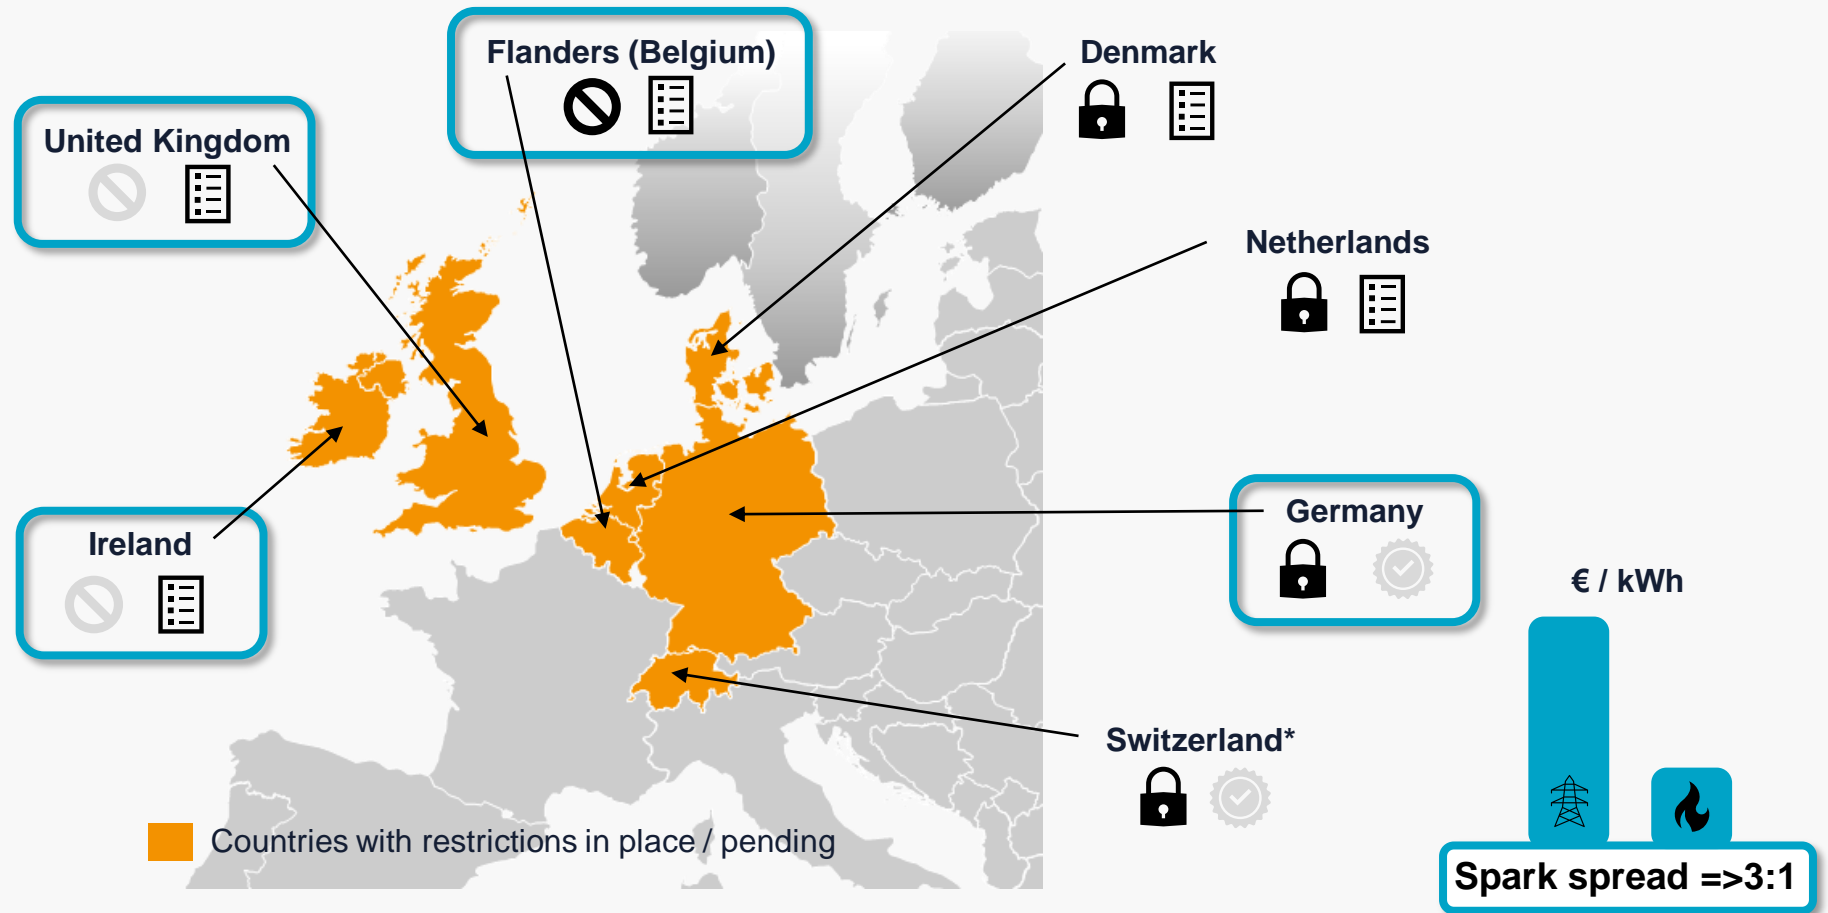 Flanders (Belgium)
Denmark
United Kingdom
Netherlands
Germany
Ireland
€ / kWh
Switzerland*
Countries with restrictions in place / pending
Spark spread =>3:1